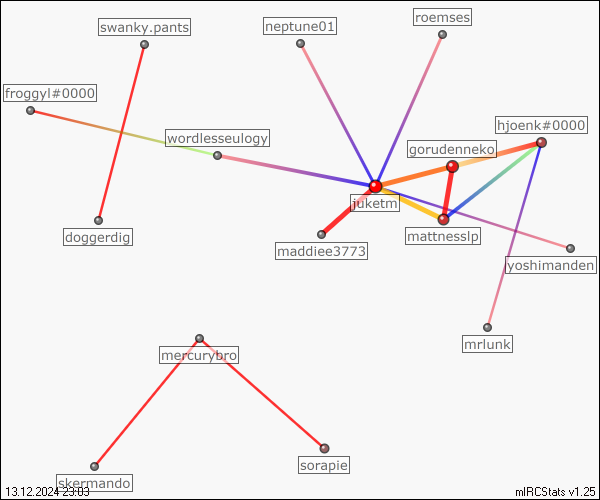 roemses
swanky.pants
neptune01
froggyl#0000
hjoenk#0000
wordlesseulogy
gorudenneko
juketm
mattnesslp
doggerdig
maddiee3773
yoshimanden
mrlunk
mercurybro
sorapie
skermando
13.12.2024 23:03
mIRCStats v1.25